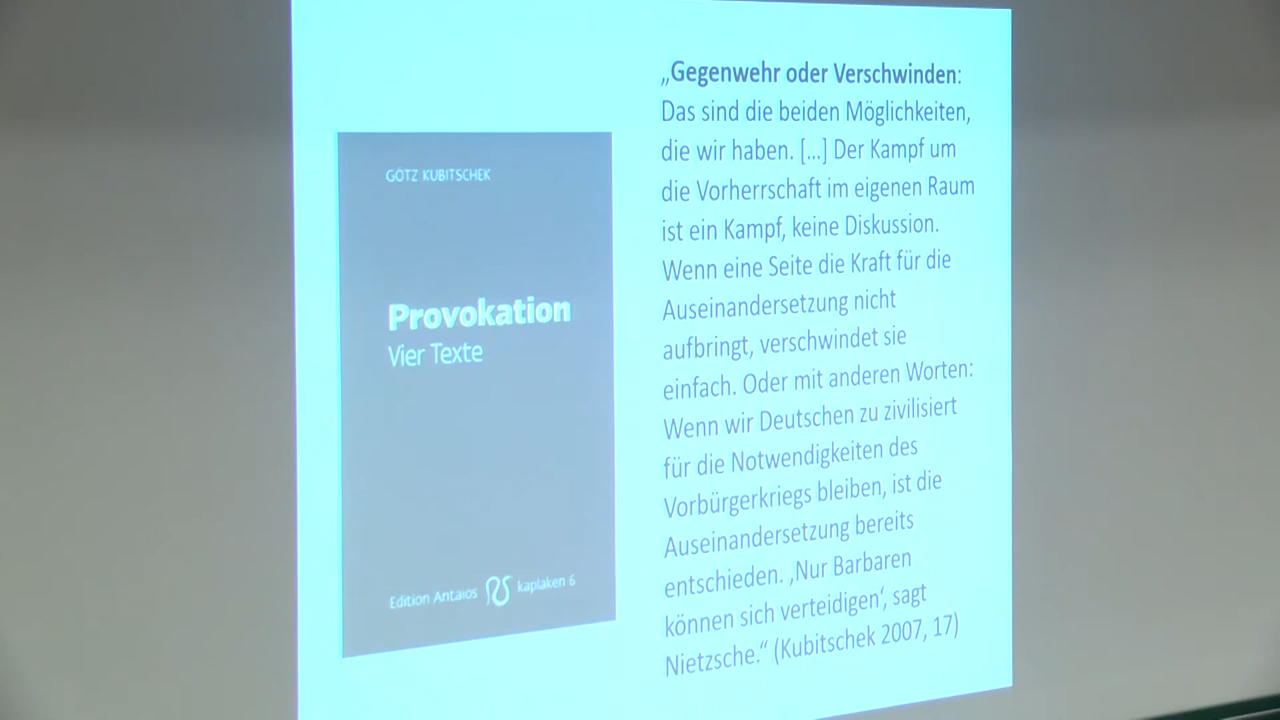 GÖTZ KUBITSCHEK
Provokation
Vier Texte
Edition Antaios kaplaken 6
„Gegenwehr oder Verschwinden:
Das sind die beiden Möglichkeiten,
die wir haben. [...] Der Kampf um
die Vorherrschaft im eigenen Raum
ist ein Kampf, keine Diskussion.
Wenn eine Seite die Kraft für die
Auseinandersetzung nicht
aufbringt, verschwindet sie
einfach. Oder mit anderen Worten:
Wenn wir Deutschen zu zivilisiert
für die Notwendigkeiten des
Vorbürgerkriegs bleiben, ist die
Auseinandersetzung bereits
entschieden. ‚Nur Barbaren
können sich verteidigen‘, sagt
Nietzsche.“ (Kubitschek 2007, 17)